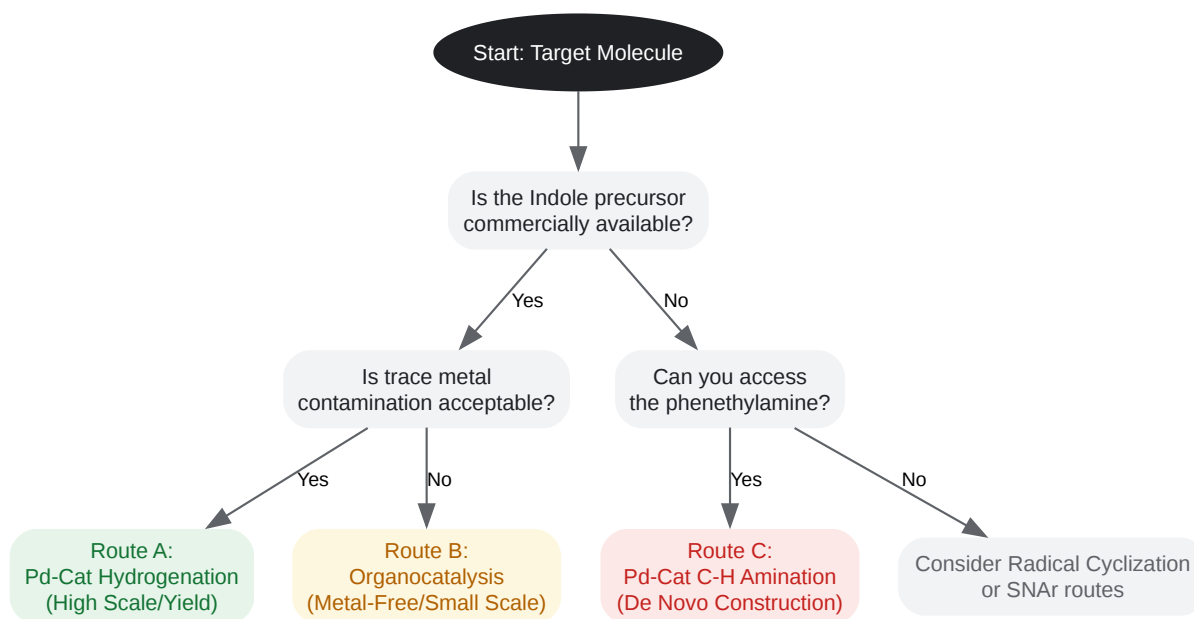 Start: Target Molecule
Is the Indole precursor
commercially available?
Yes
No
Is trace metal
contamination acceptable?
Can you access
the phenethylamine?
Yes
No
Yes
No
Route A:
Pd-Cat Hydrogenation
(High Scale/Yield)
Route B:
Organocatalysis
(Metal-Free/Small Scale)
Route C:
Pd-Cat C-H Amination
(De Novo Construction)
Consider Radical Cyclization
or SNAr routes